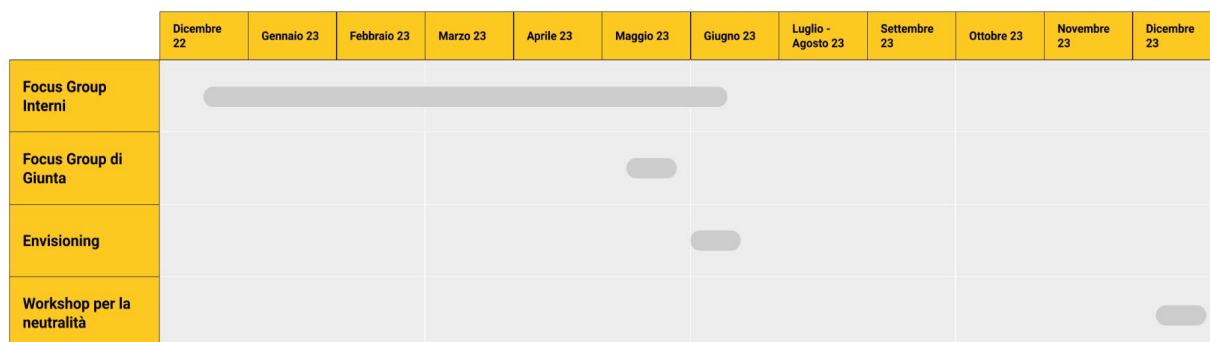 Dicembre
22
Gennaio 23
Febbraio 23
Marzo 23
Aprile 23
Maggio 23
Giugno 23
Luglio -
Agosto 23
Settembre
23
Ottobre 23
Novembre
23
Dicembre
23
Focus Group
Interni
Focus Group di
Giunta
Envisioning
Workshop per la
neutralità